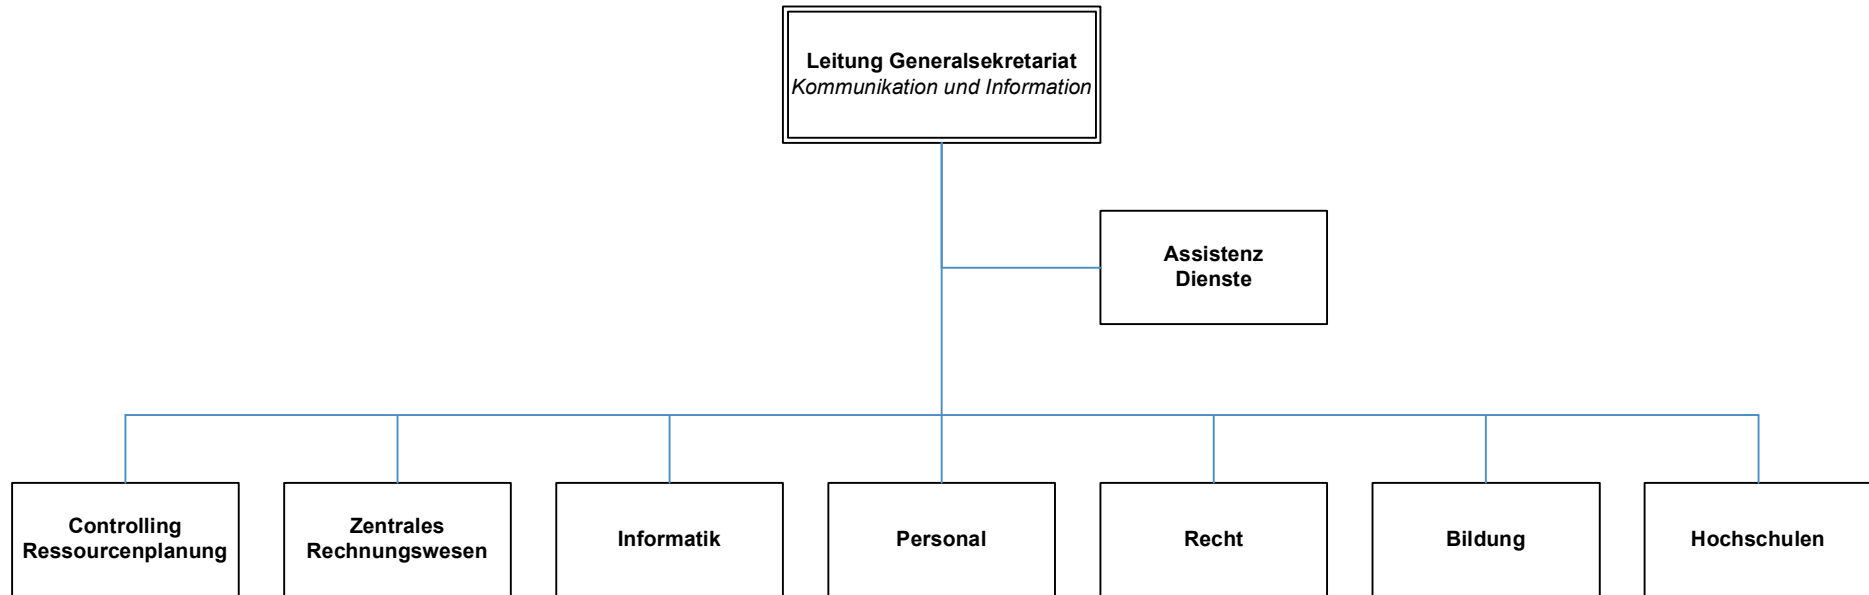 Leitung Generalsekretariat
Kommunikation und Information
Assistenz
Dienste
Controlling
Ressourcenplanung
Zentrales
Rechnungswesen
Informatik
Personal
Recht
Bildung
Hochschulen